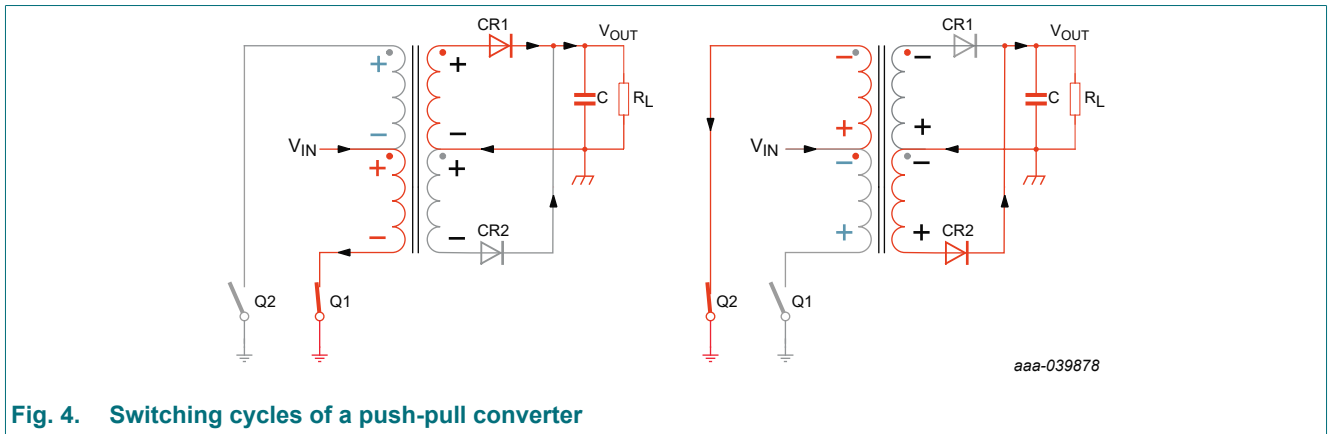 CR1
VOUT
+
+
C
RL
−
−
VIN
+
+
−
−
CR2
Q2
Q1
CR1
VOUT
−
−
C
RL
+
+
VIN
−
−
+
+
CR2
Q2
Q1
aaa-039878
Fig. 4. Switching cycles of a push-pull converter